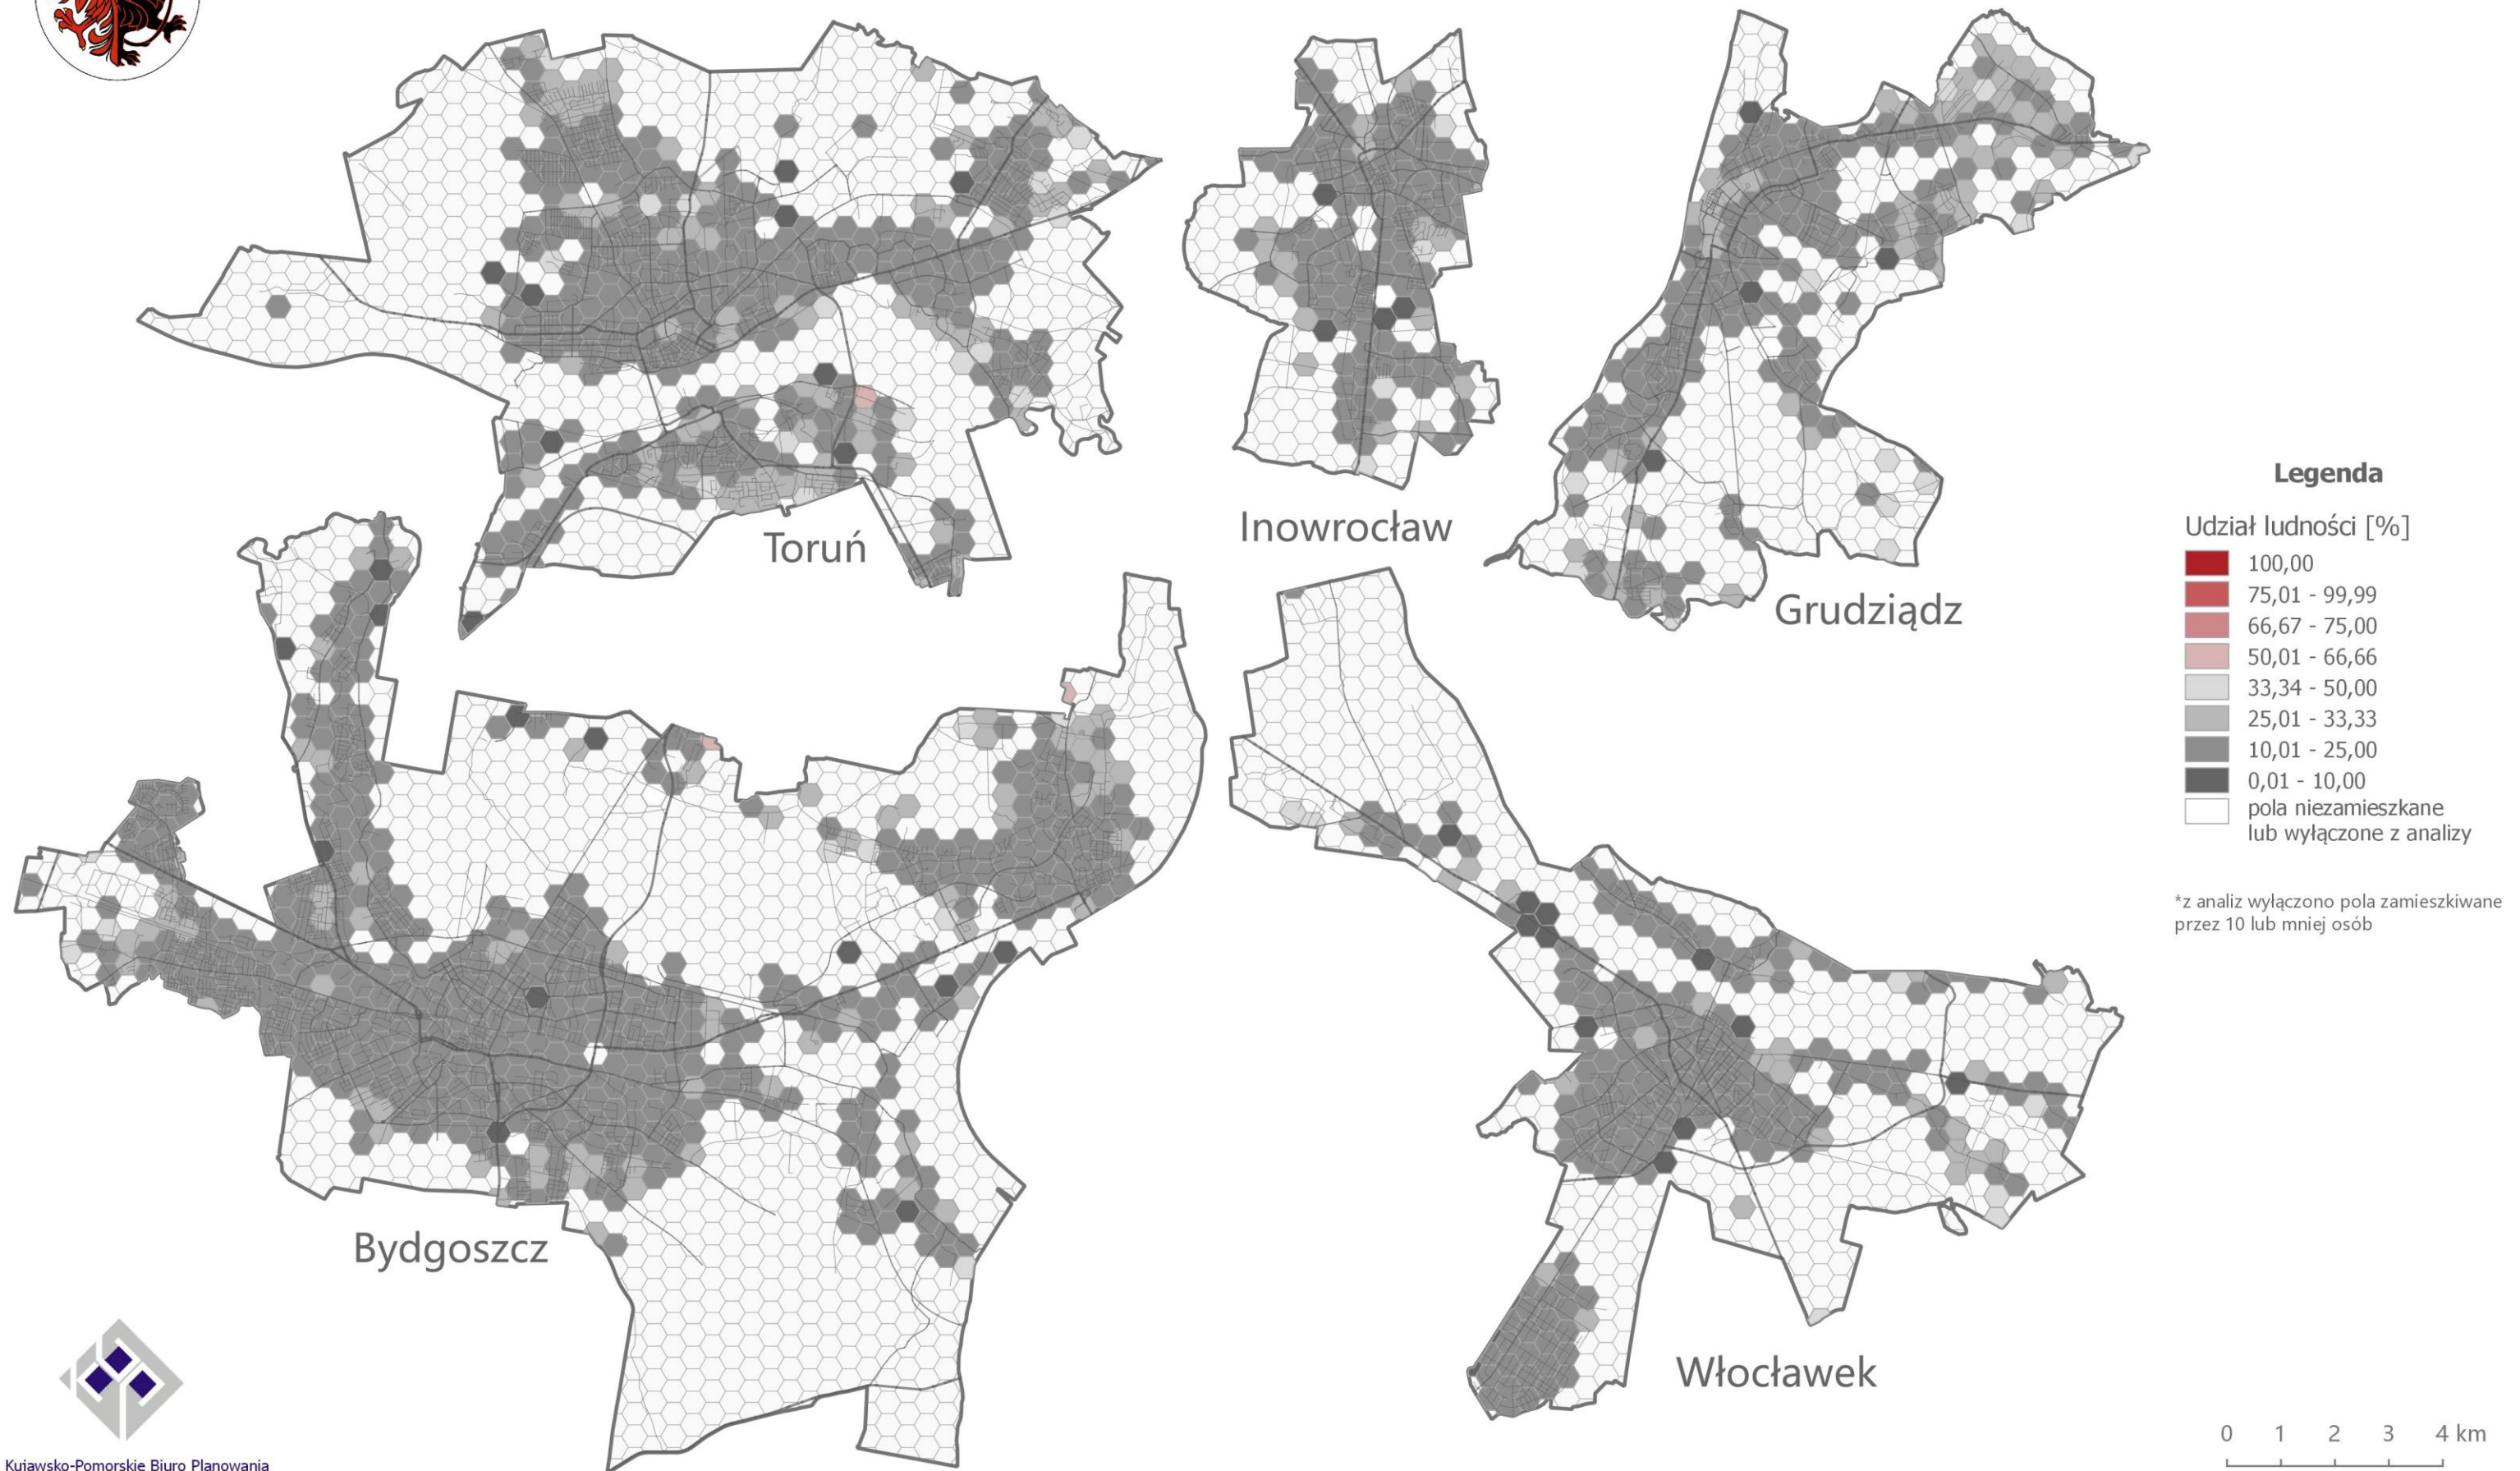 Toruń
Inowrocław
Grudziądz
Bydgoszcz
Włocławek
Legenda
Udział ludności [%]
100,00
75,01 - 99,99
66,67 - 75,00
50,01 - 66,66
33,34 - 50,00
25,01 - 33,33
10,01 - 25,00
0,01 - 10,00
pola niezamieszkane
lub wyłączone z analizy
*z analiz wyłączono pola zamieszkiwane
przez 10 lub mniej osób
0 1 2 3 4 km
Kujawsko-Pomorskie Biuro Planowania